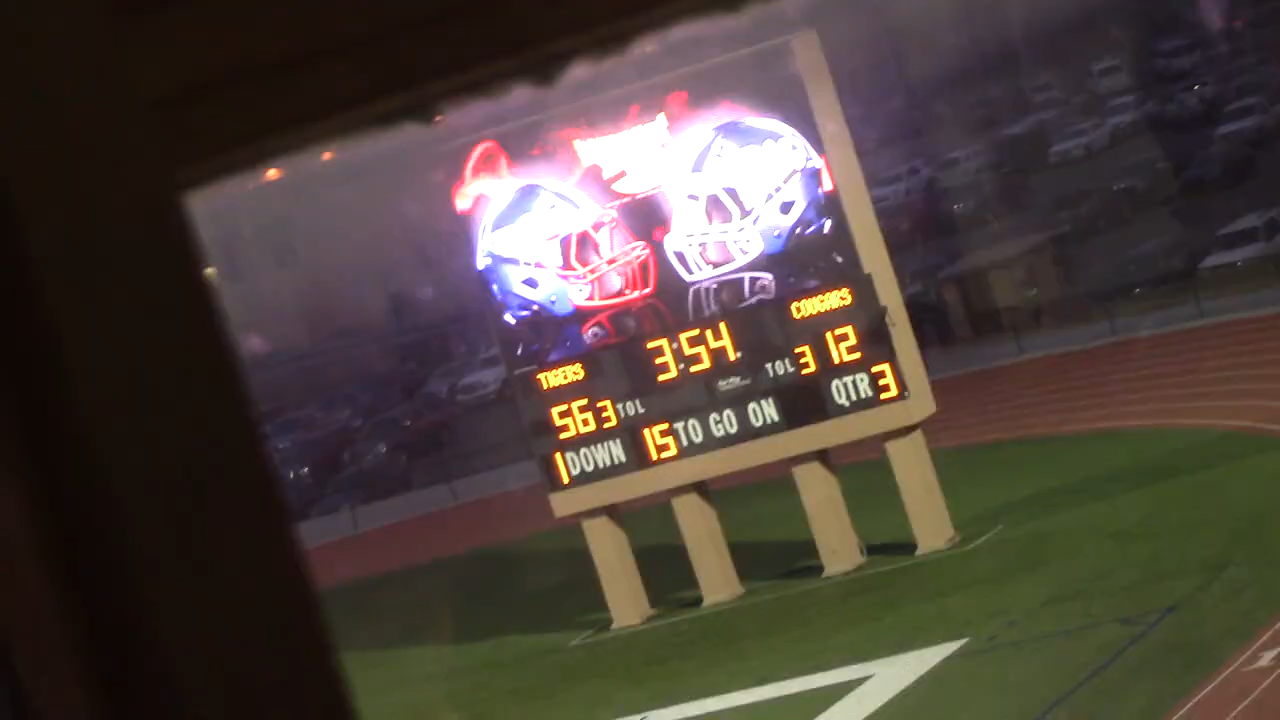 COUGARS
3:54
TIGERS
TOL 3 12
56 3 TOL
QTR 3
1 DOWN 15 TO GO ON